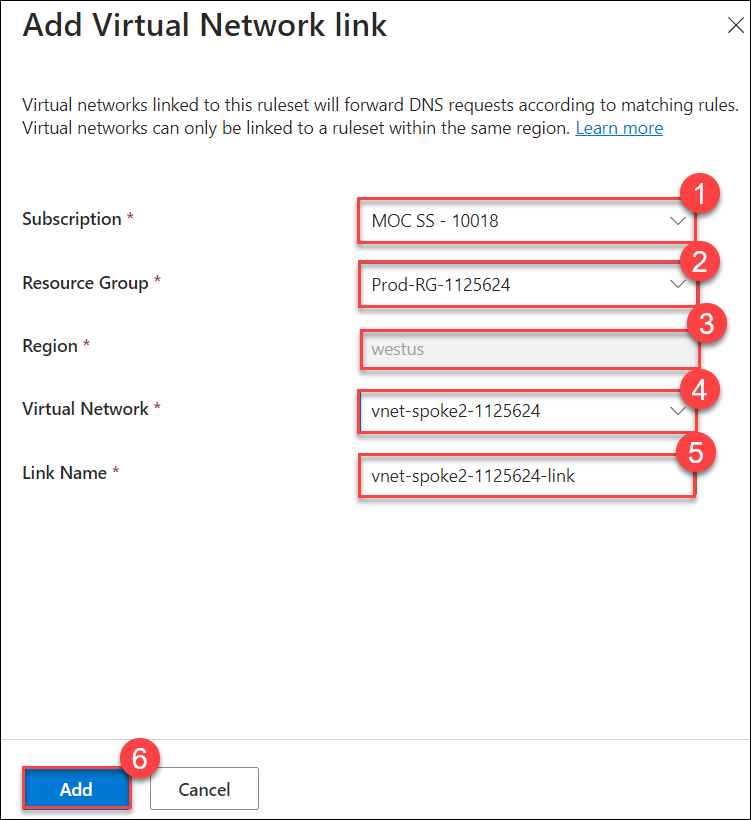 Add Virtual Network link
Virtual networks linked to this ruleset will forward DNS requests according to matching rules.
Virtual networks can only be linked to a ruleset within the same region. Learn more
1
Subscription * MOC SS - 10018
2
Resource Group * Prod-RG-1125624
3
Region * westus
4
Virtual Network * vnet-spoke2-1125624
5
Link Name * vnet-spoke2-1125624-link
6
Add Cancel